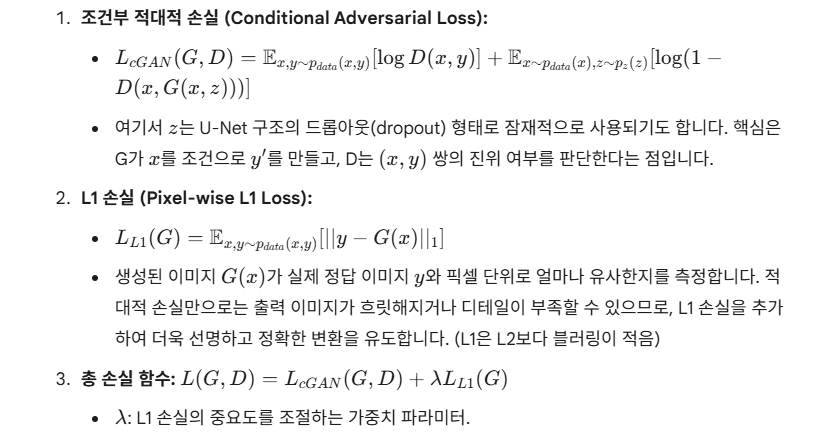 1. 조건부 적대적 손실 (Conditional Adversarial Loss):
• $L_{cGAN}(G, D) = \mathbb{E}_{x,y \sim p_{data}(x,y)}[\log D(x, y)] + \mathbb{E}_{x \sim p_{data}(x), z \sim p_z(z)}[\log(1 -$
$D(x, G(x, z)))]$
• 여기서 $z$는 U-Net 구조의 드롭아웃(dropout) 형태로 잠재적으로 사용되기도 합니다. 핵심은
G가 $x$를 조건으로 $y'$를 만들고, D는 $(x, y)$ 쌍의 진위 여부를 판단한다는 점입니다.
2. L1 손실 (Pixel-wise L1 Loss):
• $L_{L1}(G) = \mathbb{E}_{x,y \sim p_{data}(x,y)}[||y - G(x)||_1]$
• 생성된 이미지 $G(x)$가 실제 정답 이미지 $y$와 픽셀 단위로 얼마나 유사한지를 측정합니다. 적
대적 손실만으로는 출력 이미지가 흐릿해지거나 디테일이 부족할 수 있으므로, L1 손실을 추가
하여 더욱 선명하고 정확한 변환을 유도합니다. (L1은 L2보다 블러링이 적음)
3. 총 손실 함수: $L(G, D) = L_{cGAN}(G, D) + \lambda L_{L1}(G)$
• $\lambda$: L1 손실의 중요도를 조절하는 가중치 파라미터.